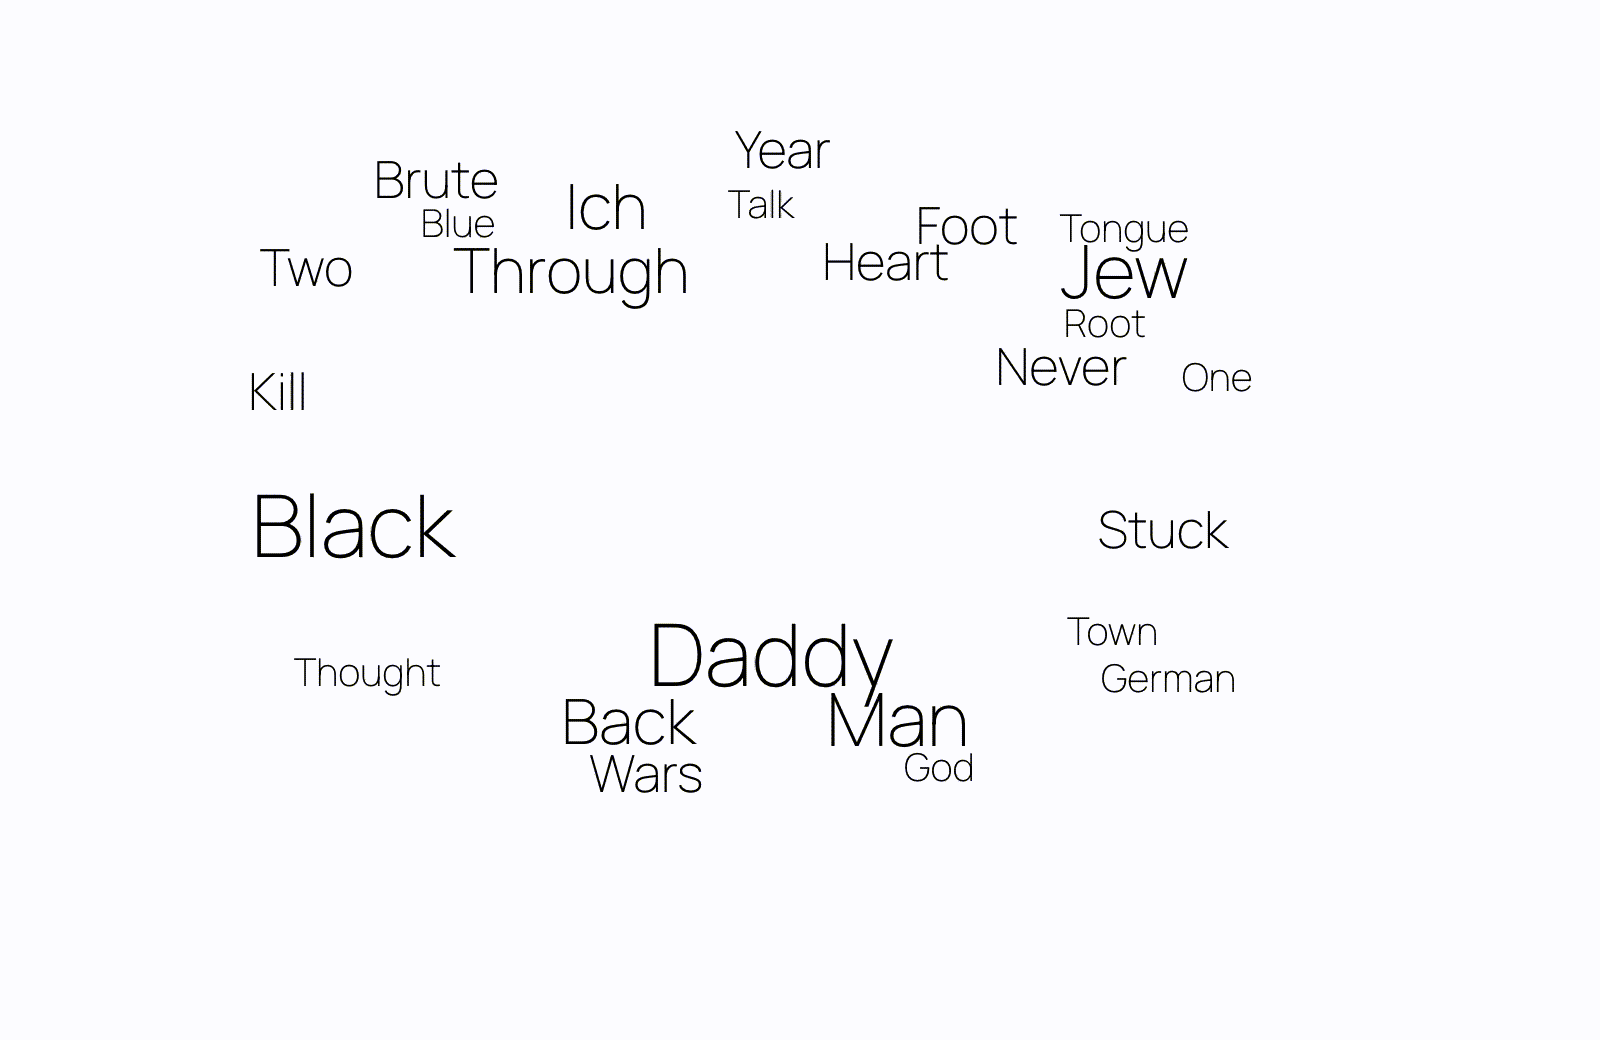 Year
Brute
Ich
Talk
Blue
Foot
Tongue
Two
Through
Heart
Jew
Root
Never
One
Kill
Black
Stuck
Town
Daddy
Thought
German
Back
Man
Wars
God